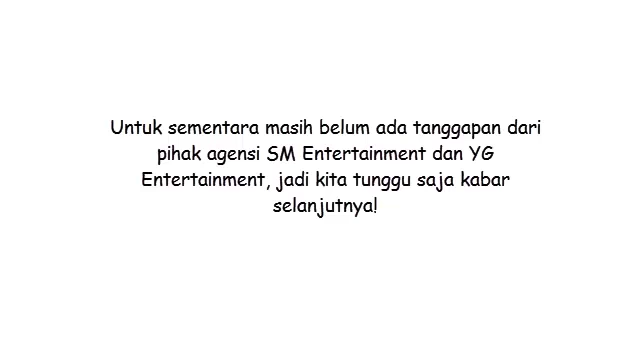 Untuk sementara masih belum ada tanggapan dari
pihak agensi SM Entertainment dan YG
Entertainment, jadi kita tunggu saja kabar
selanjutnya!